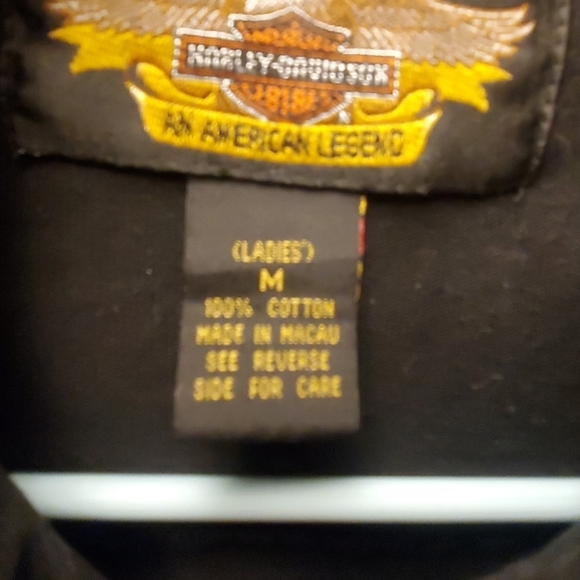 HARLEY-DAVIDSON
AN AMERICAN LEGEND
(LADIES')
M
100% COTTON
MADE IN MACAU
SEE REVERSE
SIDE FOR CARE